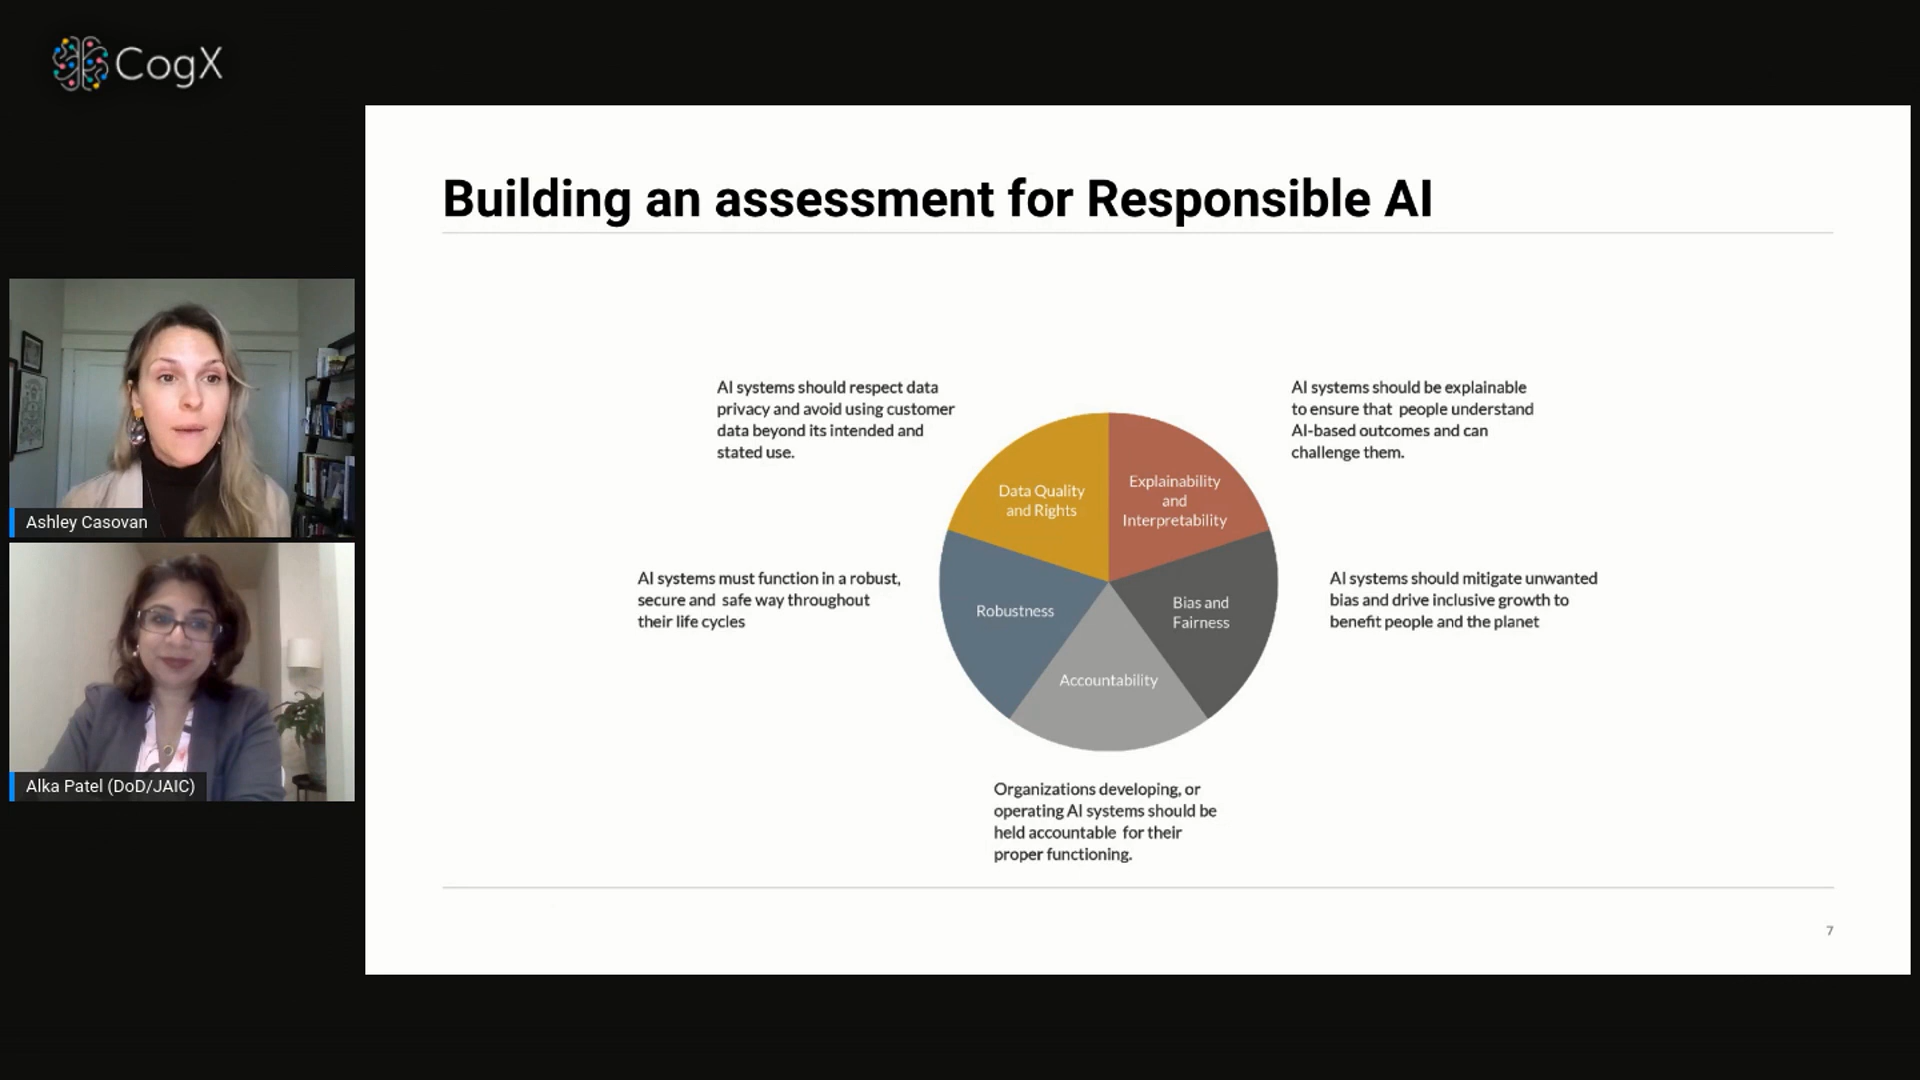 CogX
Building an assessment for Responsible AI
AI systems should respect data
privacy and avoid using customer
data beyond its intended and
stated use.
AI systems should be explainable
to ensure that people understand
AI-based outcomes and can
challenge them.
Data Quality
and Rights
Explainability
and
Interpretability
AI systems must function in a robust,
secure and safe way throughout
their life cycles
Robustness
Bias and
Fairness
AI systems should mitigate unwanted
bias and drive inclusive growth to
benefit people and the planet
Accountability
Organizations developing, or
operating AI systems should be
held accountable for their
proper functioning.
7
Ashley Casovan
Alka Patel (DoD/JAIC)